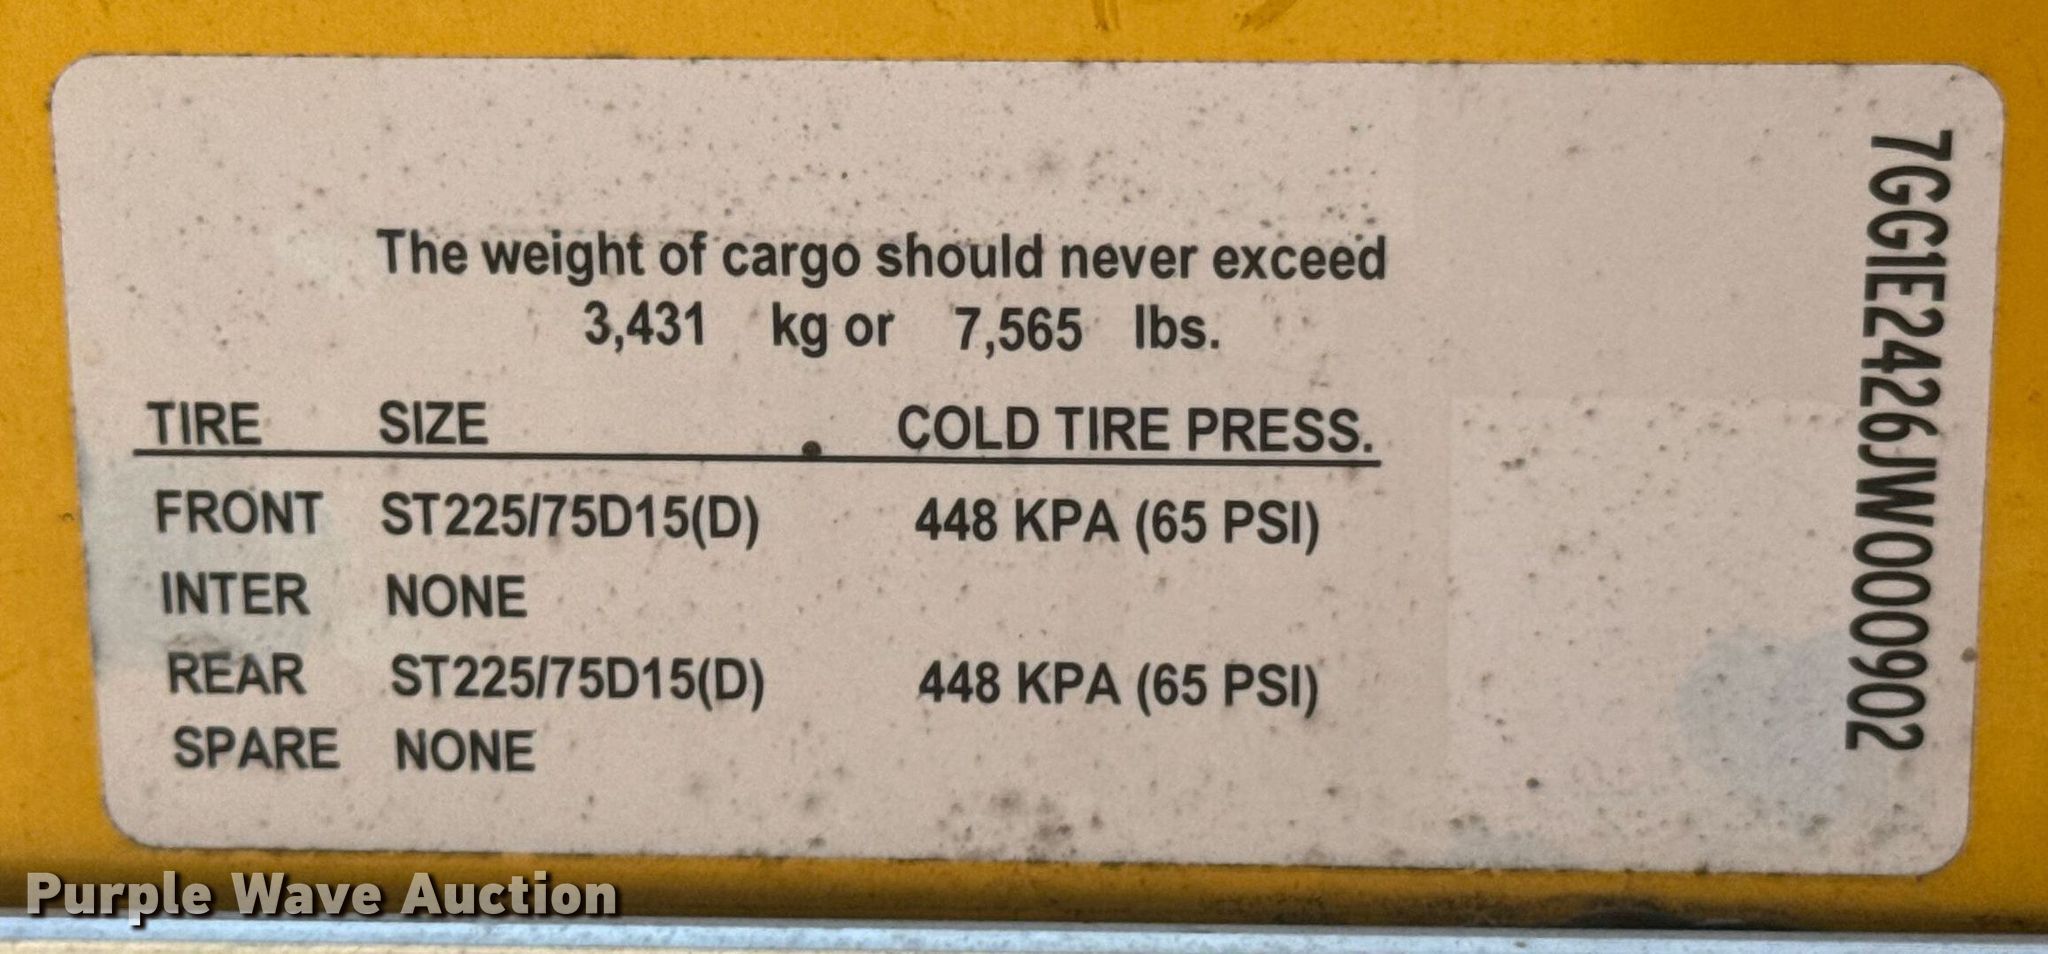 The weight of cargo should never exceed
3,431 kg or 7,565 lbs.
TIRE SIZE COLD TIRE PRESS.
FRONT ST225/75D15(D) 448 KPA (65 PSI)
INTER NONE
REAR ST225/75D15(D) 448 KPA (65 PSI)
SPARE NONE
7GG1E2426JW000902
Purple Wave Auction